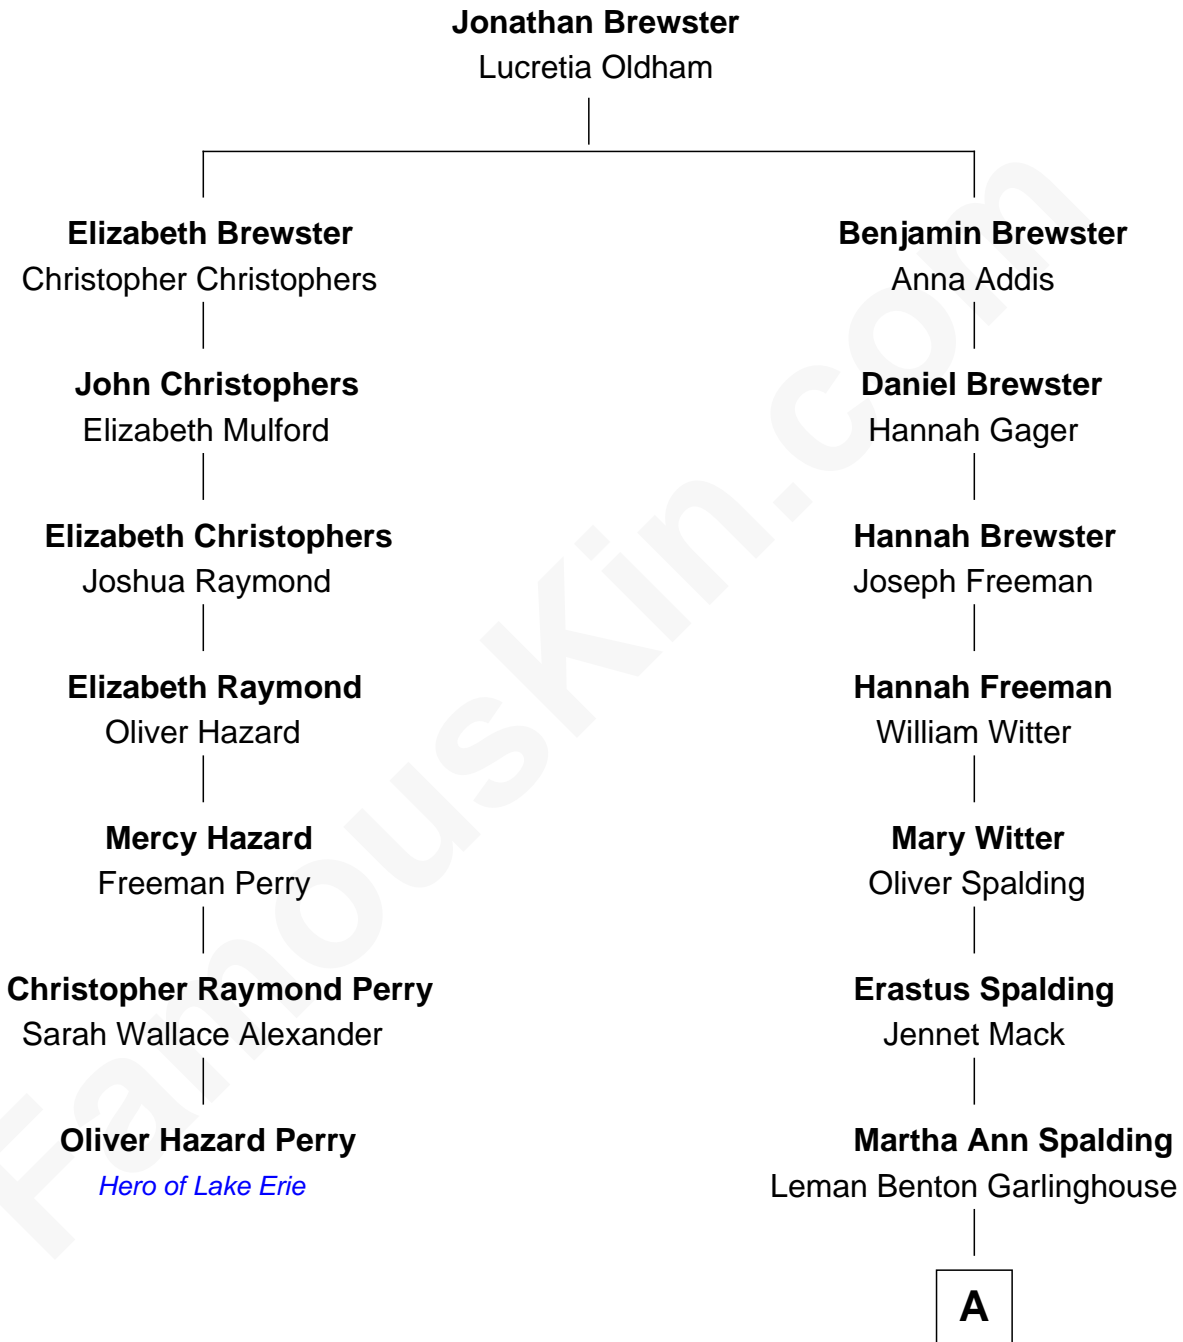 Jonathan Brewster
Lucretia Oldham
Elizabeth Brewster
Christopher Christophers
Benjamin Brewster
Anna Addis
John Christophers
Elizabeth Mulford
Daniel Brewster
Hannah Gager
Elizabeth Christophers
Joshua Raymond
Hannah Brewster
Joseph Freeman
Elizabeth Raymond
Oliver Hazard
Hannah Freeman
William Witter
Mercy Hazard
Freeman Perry
Mary Witter
Oliver Spalding
Christopher Raymond Perry
Sarah Wallace Alexander
Erastus Spalding
Jennet Mack
Oliver Hazard Perry
Hero of Lake Erie
Martha Ann Spalding
Leman Benton Garlinghouse
A
FamousKin.com